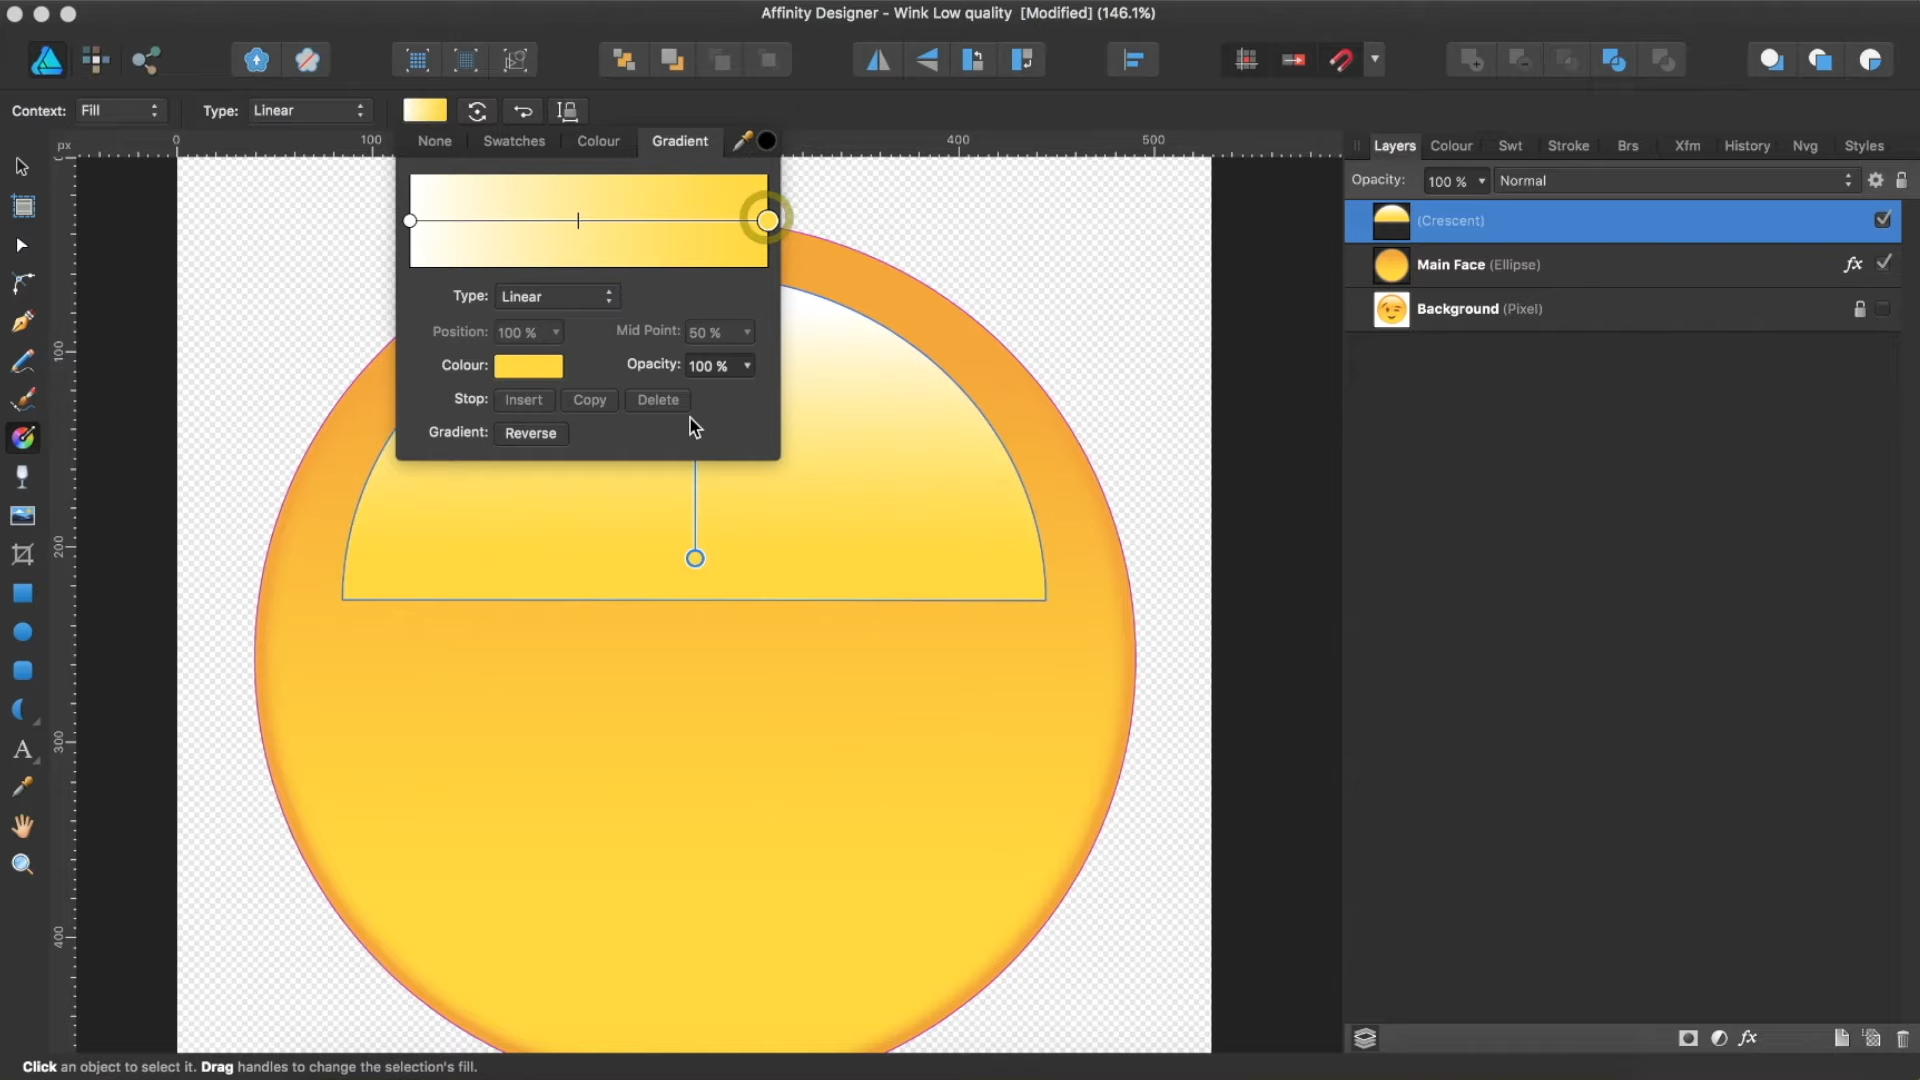 Affinity Designer - Wink Low quality [Modified] (146.1%)
Context: Fill Type: Linear
None Swatches Colour Gradient
px 0 100 400 500
Layers Colour Swt Stroke Brs Xfm History Nvg Styles
Opacity: 100 % Normal
(Crescent)
Main Face (Ellipse) fx
Background (Pixel)
Type: Linear
Position: 100 % Mid Point: 50 %
Colour: Opacity: 100 %
Stop: Insert Copy Delete
Gradient: Reverse
100
200
300
400
A
fx
Click an object to select it. Drag handles to change the selection's fill.